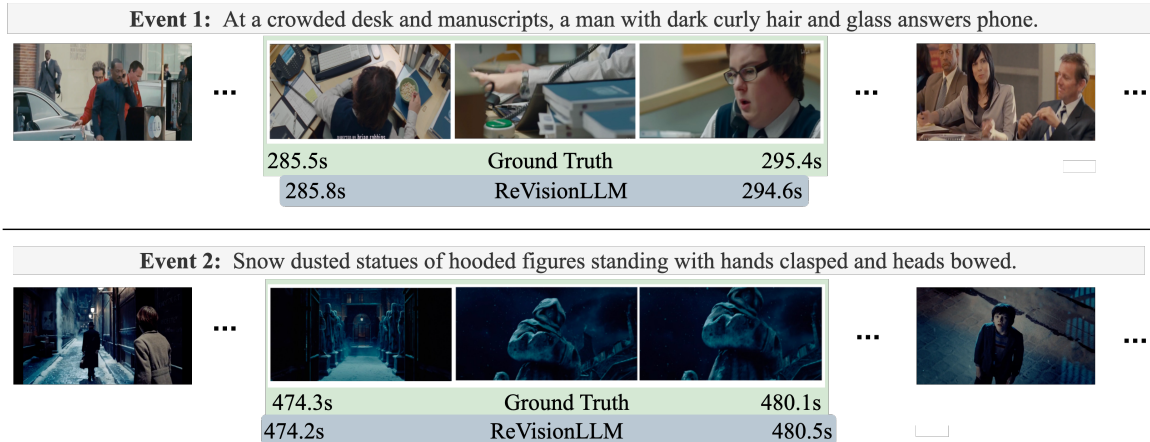 Event 1: At a crowded desk and manuscripts, a man with dark curly hair and glass answers phone.
... ... ...
285.5s Ground Truth 295.4s
285.8s ReVisionLLM 294.6s
Event 2: Snow dusted statues of hooded figures standing with hands clasped and heads bowed.
... ... ...
474.3s Ground Truth 480.1s
474.2s ReVisionLLM 480.5s